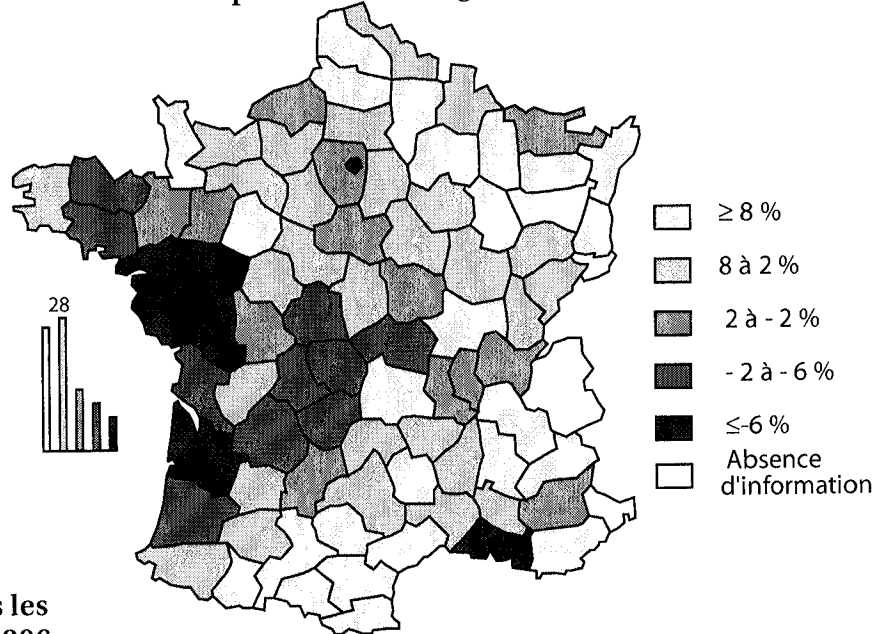 28
≥ 8 %
8 à 2 %
2 à - 2 %
- 2 à - 6 %
≤-6 %
Absence
d'information
les